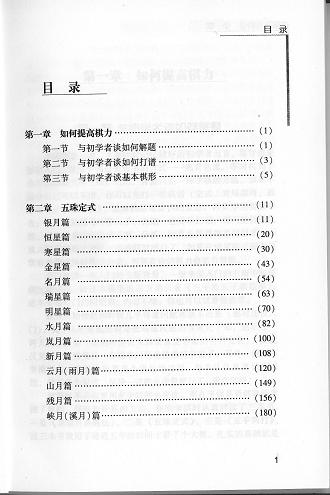 目 录
目 录
第一章 如何提高棋力……………………………(1)
第一节 与初学者谈如何解题……………………(1)
第二节 与初学者谈如何打谱……………………(3)
第三节 与初学者谈基本棋形……………………(5)
第二章 五珠定式…………………………………(11)
银月篇……………………………………………(11)
恒星篇……………………………………………(20)
寒星篇……………………………………………(30)
金星篇……………………………………………(43)
名月篇……………………………………………(54)
瑞星篇……………………………………………(63)
明星篇……………………………………………(70)
水月篇……………………………………………(82)
岚月篇……………………………………………(100)
新月篇……………………………………………(108)
云月(雨月)篇……………………………………(120)
山月篇……………………………………………(149)
残月篇……………………………………………(156)
峡月(溪月)篇……………………………………(180)
1